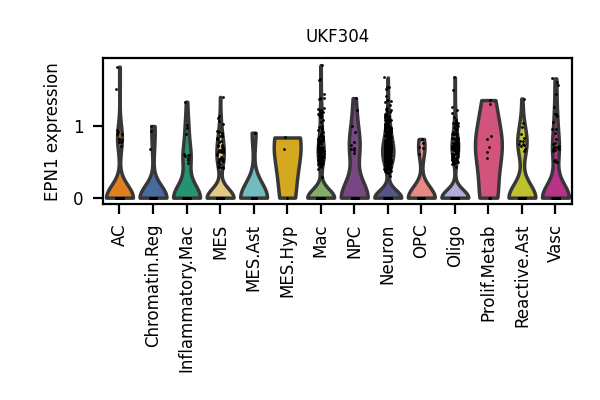 UKF304
EPN1 expression
1
0
AC
Chromatin.Reg
Inflammatory.Mac
MES
MES.Ast
MES.Hyp
Mac
NPC
Neuron
OPC
Oligo
Prolif.Metab
Reactive.Ast
Vasc